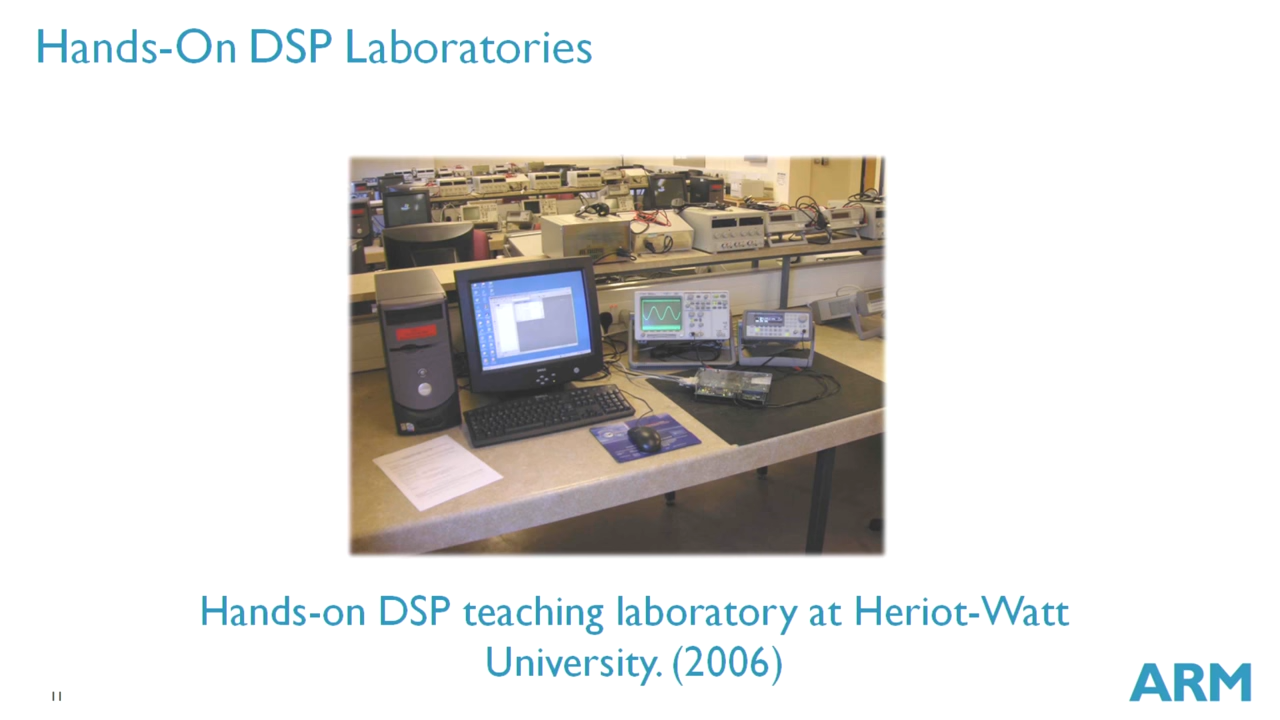 Hands-On DSP Laboratories
Hands-on DSP teaching laboratory at Heriot-Watt
University. (2006)
11
ARM